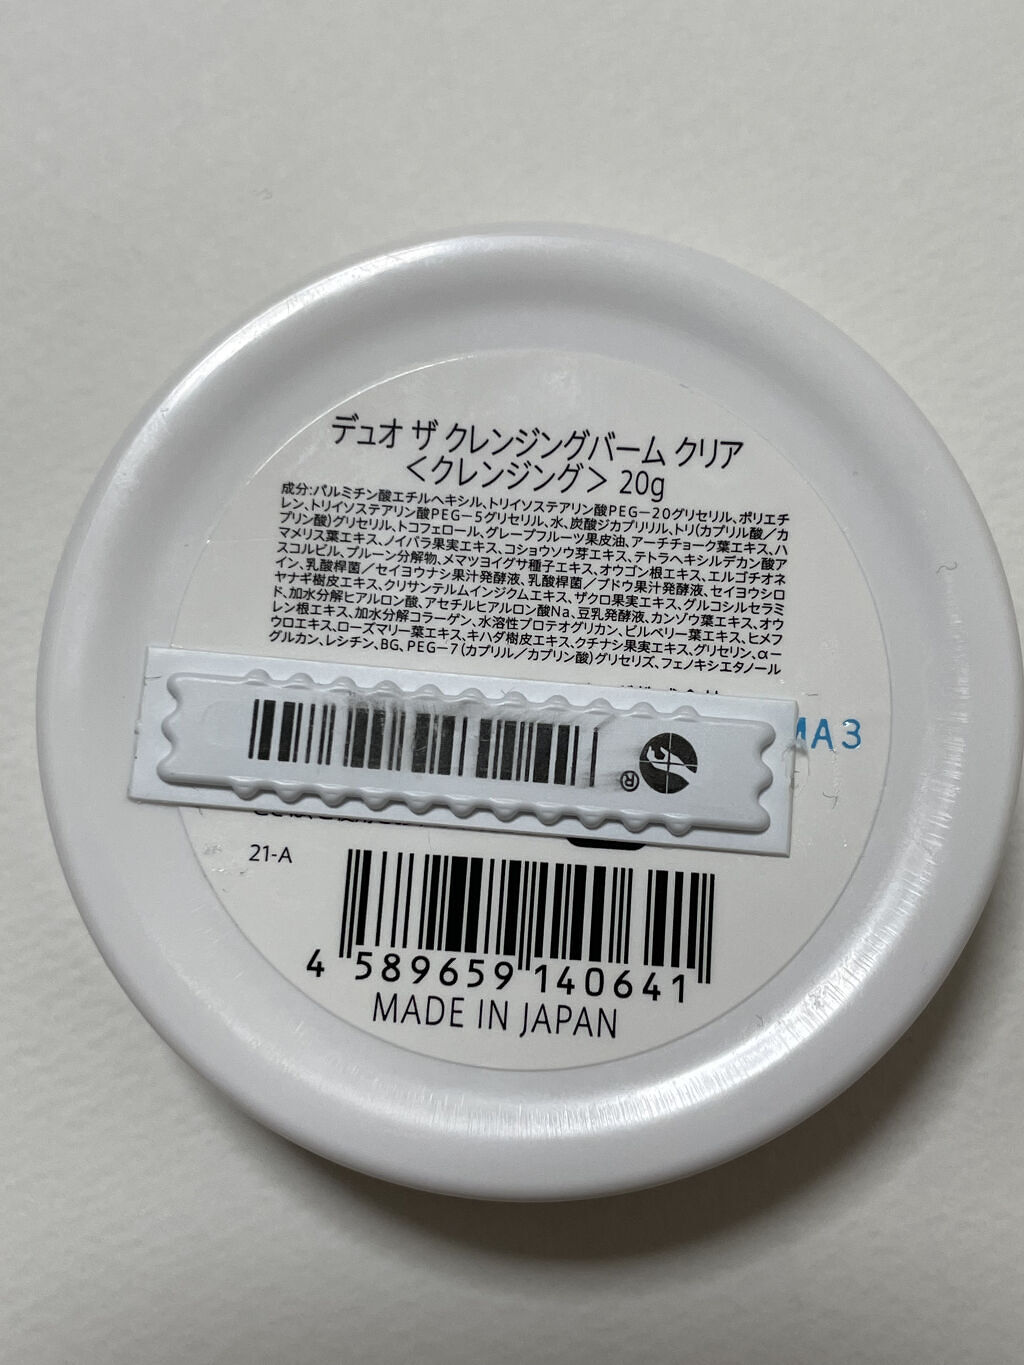 デュオ ザ クレンジングバーム クリア
＜クレンジング＞ 20g
成分:パルミチン酸エチルヘキシル、トリイソステアリン酸PEG-20グリセリル、ポリエチ
レン、トリイソステアリン酸PEG-5グリセリル、水、炭酸ジカプリリル、トリ(カプリル酸/カ
プリン酸)グリセリル、トコフェロール、グレープフルーツ果皮油、アーチチョーク葉エキス、ハ
マメリス葉エキス、ノイバラ果実エキス、コショウソウ芽エキス、テトラヘキシルデカン酸ア
スコルビル、プルーン分解物、メマツヨイグサ種子エキス、オウゴン根エキス、エルゴチオネ
イン、乳酸桿菌/セイヨウナシ果汁発酵液、乳酸桿菌/ブドウ果汁発酵液、セイヨウシロ
ヤナギ樹皮エキス、クリサンテルムインジクムエキス、ザクロ果実エキス、グルコシルセラミ
ド、加水分解ヒアルロン酸、アセチルヒアルロン酸Na、豆乳発酵液、カンゾウ葉エキス、オウ
レン根エキス、加水分解コラーゲン、水溶性プロテオグリカン、ビルベリー葉エキス、ヒメフ
ウロエキス、ローズマリー葉エキス、キハダ樹皮エキス、クチナシ果実エキス、グリセリン、α-
グルカン、レシチン、BG、PEG-7(カプリル/カプリン酸)グリセリズ、フェノキシエタノール
MA3
®
21-A
4 589659 140641
MADE IN JAPAN